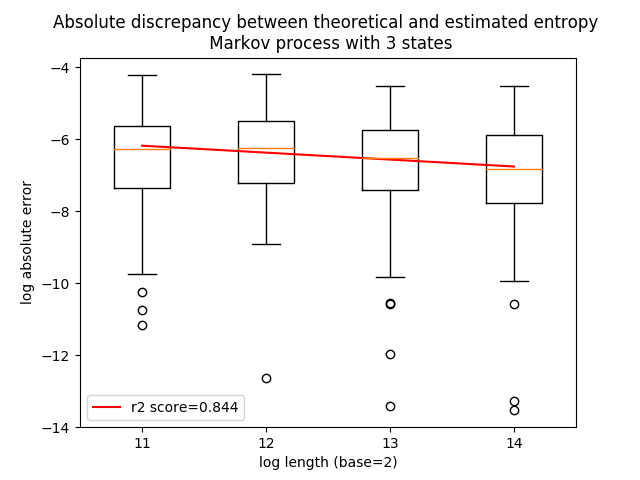 Absolute discrepancy between theoretical and estimated entropy
Markov process with 3 states
−4
−6
−8
−10
−12
−14
log absolute error
r2 score=0.844
11
12
13
14
log length (base=2)